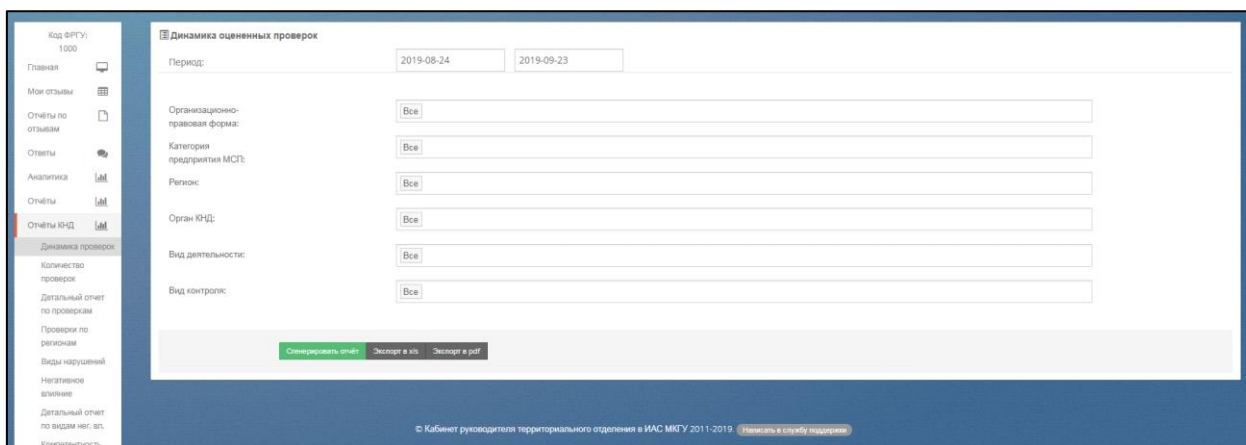 Код ФРГУ:
1000
Главная
Мои отзывы
Отчёты по
отзывам
Ответы
Аналитика
Отчёты
Отчёты КНД
Динамика проверок
Количество
проверок
Детальный отчет
по проверкам
Проверки по
регионам
Виды нарушений
Негативное
влияние
Детальный отчет
по видам нег. вл.
Компетентность
Динамика оцененных проверок
Период: 2019-08-24 2019-09-23
Организационно-
правовая форма: Все
Категория
предприятия МСП: Все
Регион: Все
Орган КНД: Все
Вид деятельности: Все
Вид контроля: Все
Сгенерировать отчёт Экспорт в xls Экспорт в pdf
© Кабинет руководителя территориального отделения в ИАС МКГУ 2011-2019. Написать в службу поддержки